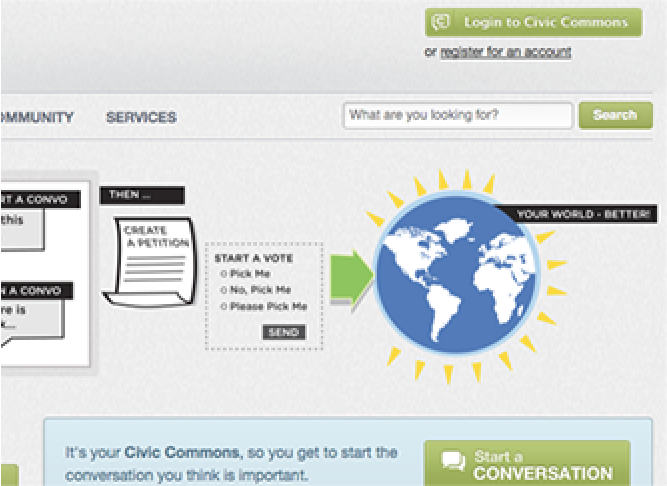 Login to Civic Commons
or register for an account
OMMUNITY SERVICES
What are you looking for? Search
RT A CONVO
this
N A CONVO
re is
k...
THEN ...
CREATE
A PETITION
START A VOTE
Pick Me
No, Pick Me
Please Pick Me
SEND
YOUR WORLD - BETTER!
It's your Civic Commons, so you get to start the
conversation you think is important.
Start a
CONVERSATION